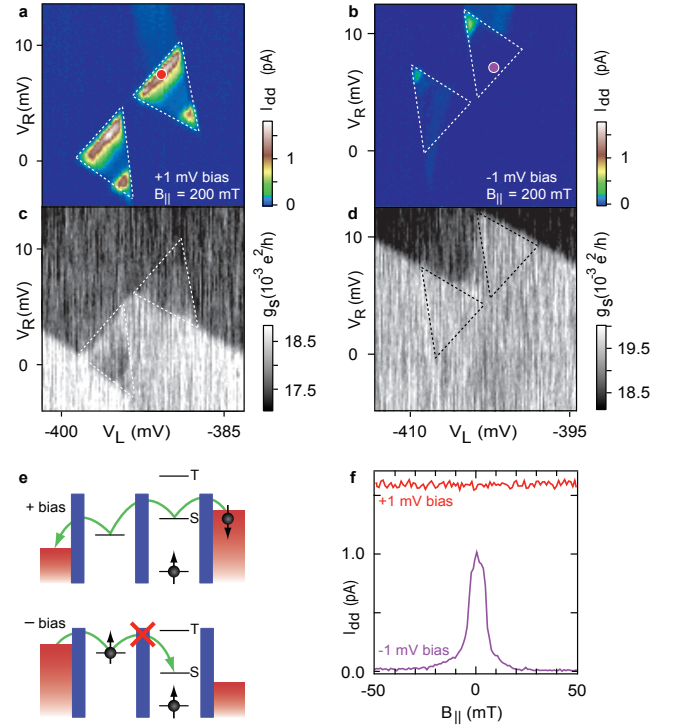 a
b
10
0
V_R(mV)
+1 mV bias
B_|| = 200 mT
I_dd (pA)
1
0
10
0
V_R(mV)
-1 mV bias
B_|| = 200 mT
I_dd (pA)
1
0
c
d
10
0
V_R(mV)
-400
V_L (mV)
-385
g_s(10^-3 e^2/h)
18.5
17.5
10
0
V_R(mV)
-410
V_L (mV)
-395
g_s(10^-3 e^2/h)
19.5
18.5
e
+ bias
T
S
− bias
T
S
f
+1 mV bias
1.0
I_dd (pA)
-1 mV bias
0.0
-50
0
50
B_|| (mT)